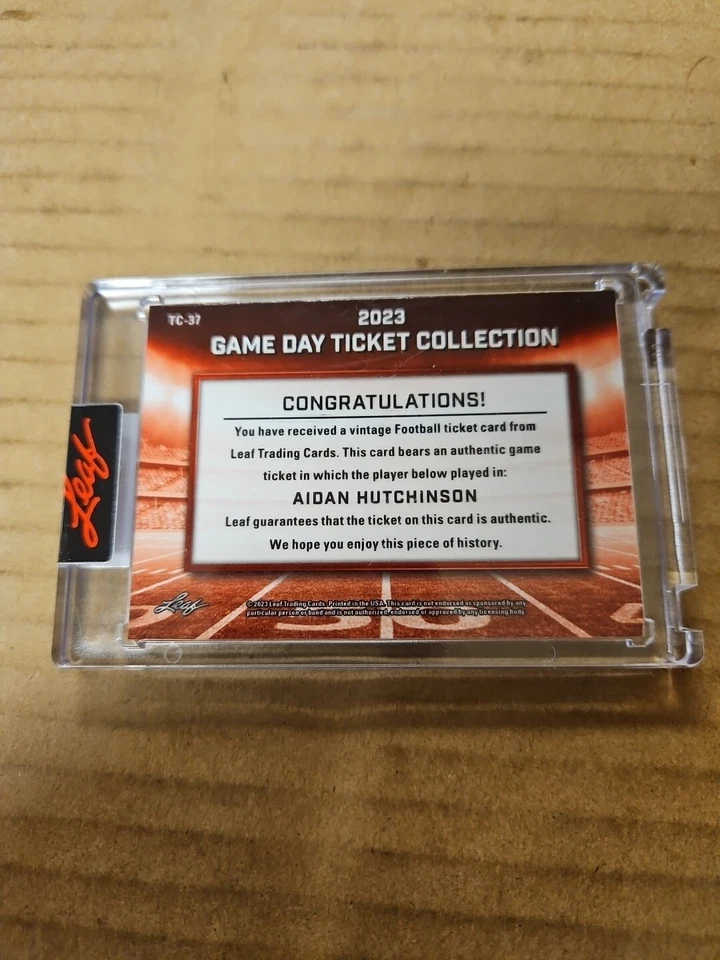 TC-37
2023
GAME DAY TICKET COLLECTION
CONGRATULATIONS!
You have received a vintage Football ticket card from
Leaf Trading Cards. This card bears an authentic game
ticket in which the player below played in:
AIDAN HUTCHINSON
Leaf guarantees that the ticket on this card is authentic.
We hope you enjoy this piece of history.
Leaf
Leaf
© 2023 Leaf Trading Cards. Printed in the USA. This card is not endorsed or sponsored by any
particular person or band and is not authorized, endorsed or approved by any licensing body